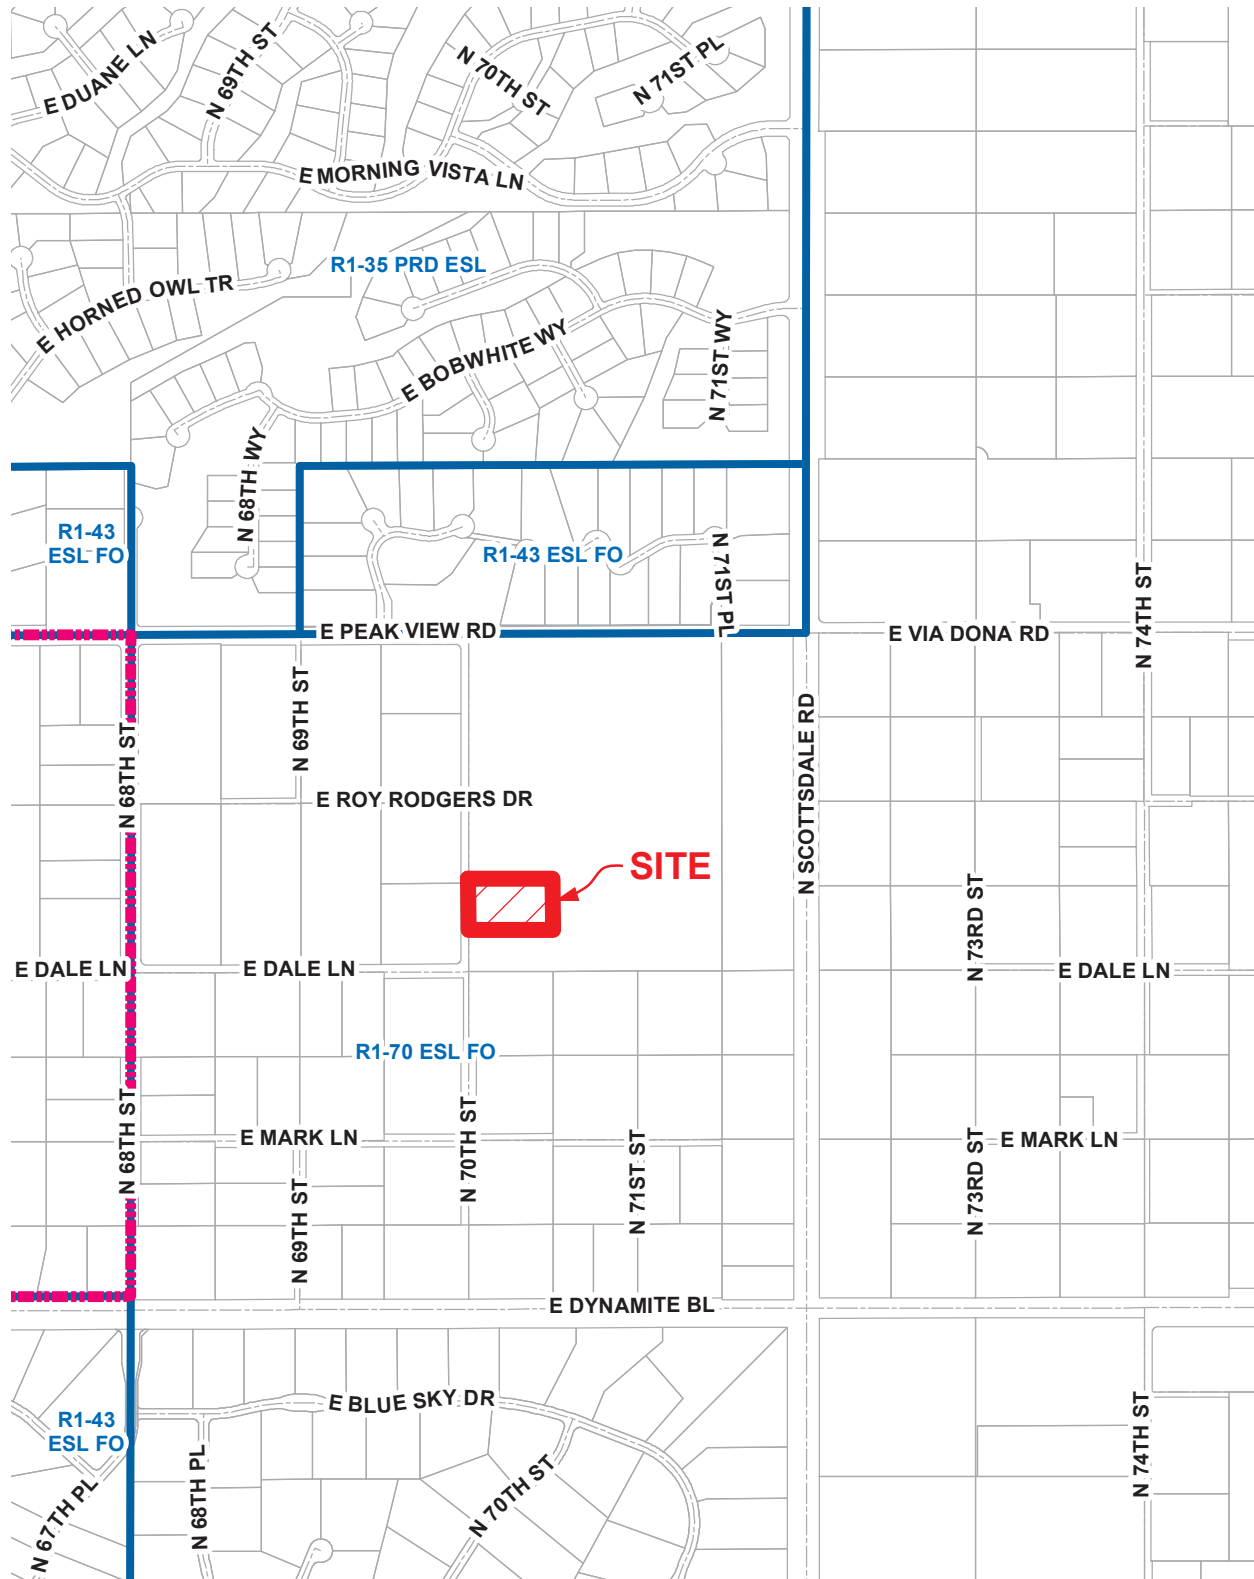 E DUANE LN
N 69TH ST
N 70TH ST
N 71ST PL
E MORNING VISTA LN
R1-35 PRD ESL
E HORNED OWL TR
E BOBWHITE WY
N 71ST WY
N 68TH WY
R1-43
ESL FO
R1-43 ESL FO
N 71ST PL
N 74TH ST
E PEAK VIEW RD
E VIA DONA RD
N 69TH ST
N 68TH ST
N SCOTTSDALE RD
E ROY RODGERS DR
SITE
N 73RD ST
E DALE LN
E DALE LN
E DALE LN
R1-70 ESL FO
N 68TH ST
N 70TH ST
E MARK LN
N 71ST ST
N 73RD ST
E MARK LN
N 69TH ST
E DYNAMITE BL
E BLUE SKY DR
R1-43
ESL FO
N 74TH ST
N 67TH PL
N 68TH PL
N 70TH ST